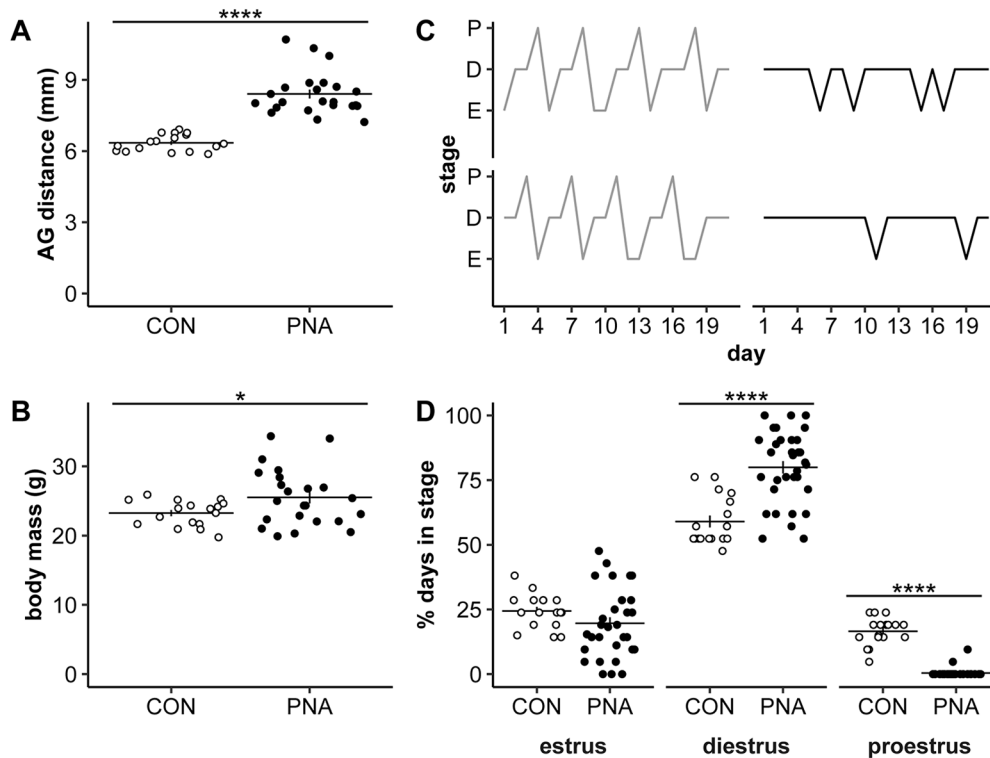 A
AG distance (mm)
9
6
3
0
****
CON PNA
B
body mass (g)
30
20
10
0
*
CON PNA
C
stage
P
D
E
P
D
E
1 4 7 10 13 16 19 1 4 7 10 13 16 19
day
D
% days in stage
100
75
50
25
0
****
****
CON PNA CON PNA CON PNA
estrus diestrus proestrus